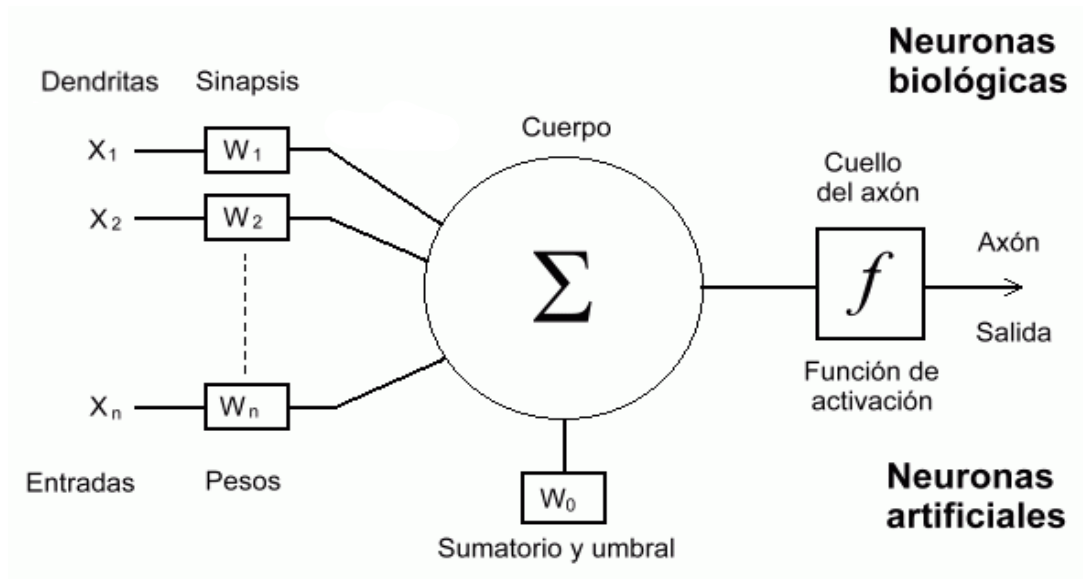 Neuronas
biológicas
Dendritas Sinapsis
Cuerpo
X₁ W₁
Cuello
del axón
X₂ W₂
Axón
Σ
f
Salida
Función de
activación
Xₙ Wₙ
Entradas Pesos
W₀
Neuronas
artificiales
Sumatorio y umbral